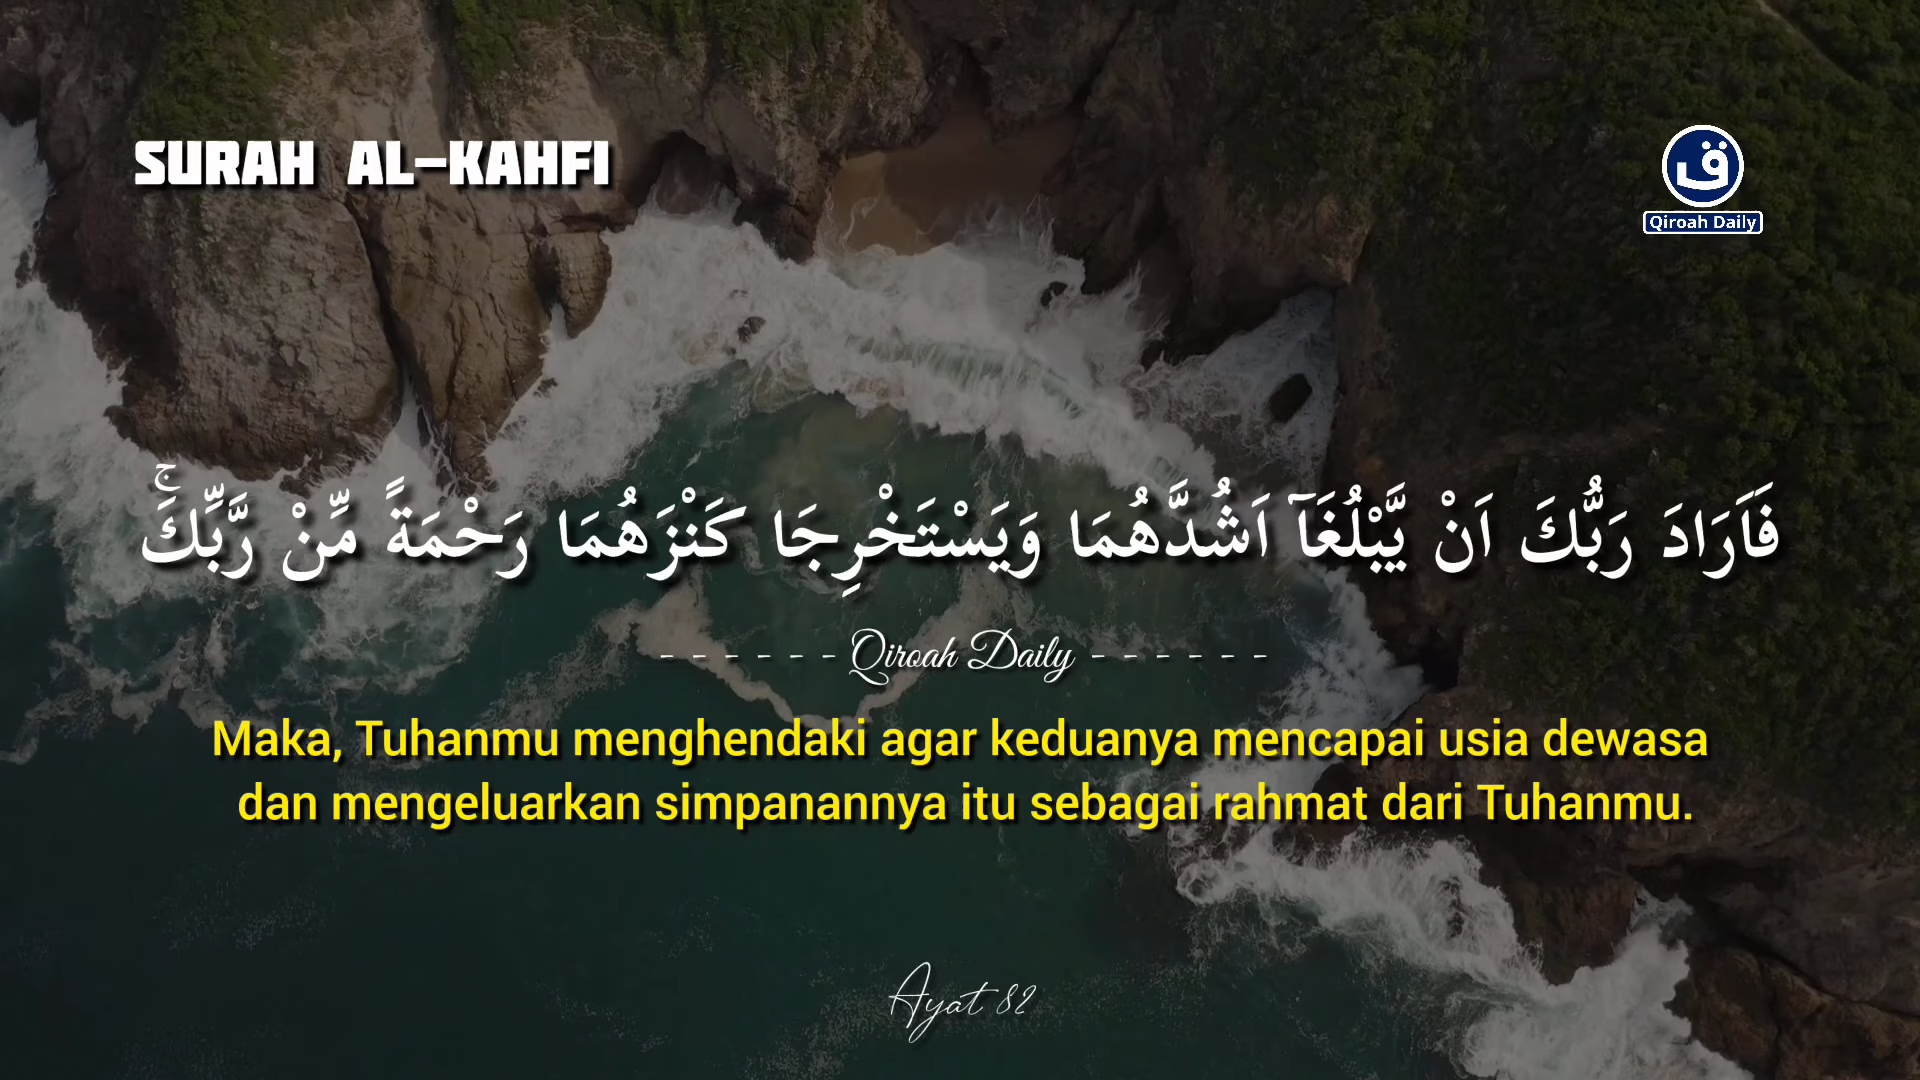 SURAH AL-KAHFI
ق
Qiroah Daily
فَاَرَادَ رَبُّكَ اَنْ يَّبْلُغَآ اَشُدَّهُمَا وَيَسْتَخْرِجَا كَنْزَهُمَا رَحْمَةً مِّنْ رَّبِّكَۚ
- - - - - - Qiroah Daily - - - - - -
Maka, Tuhanmu menghendaki agar keduanya mencapai usia dewasa
dan mengeluarkan simpanannya itu sebagai rahmat dari Tuhanmu.
Ayat 82